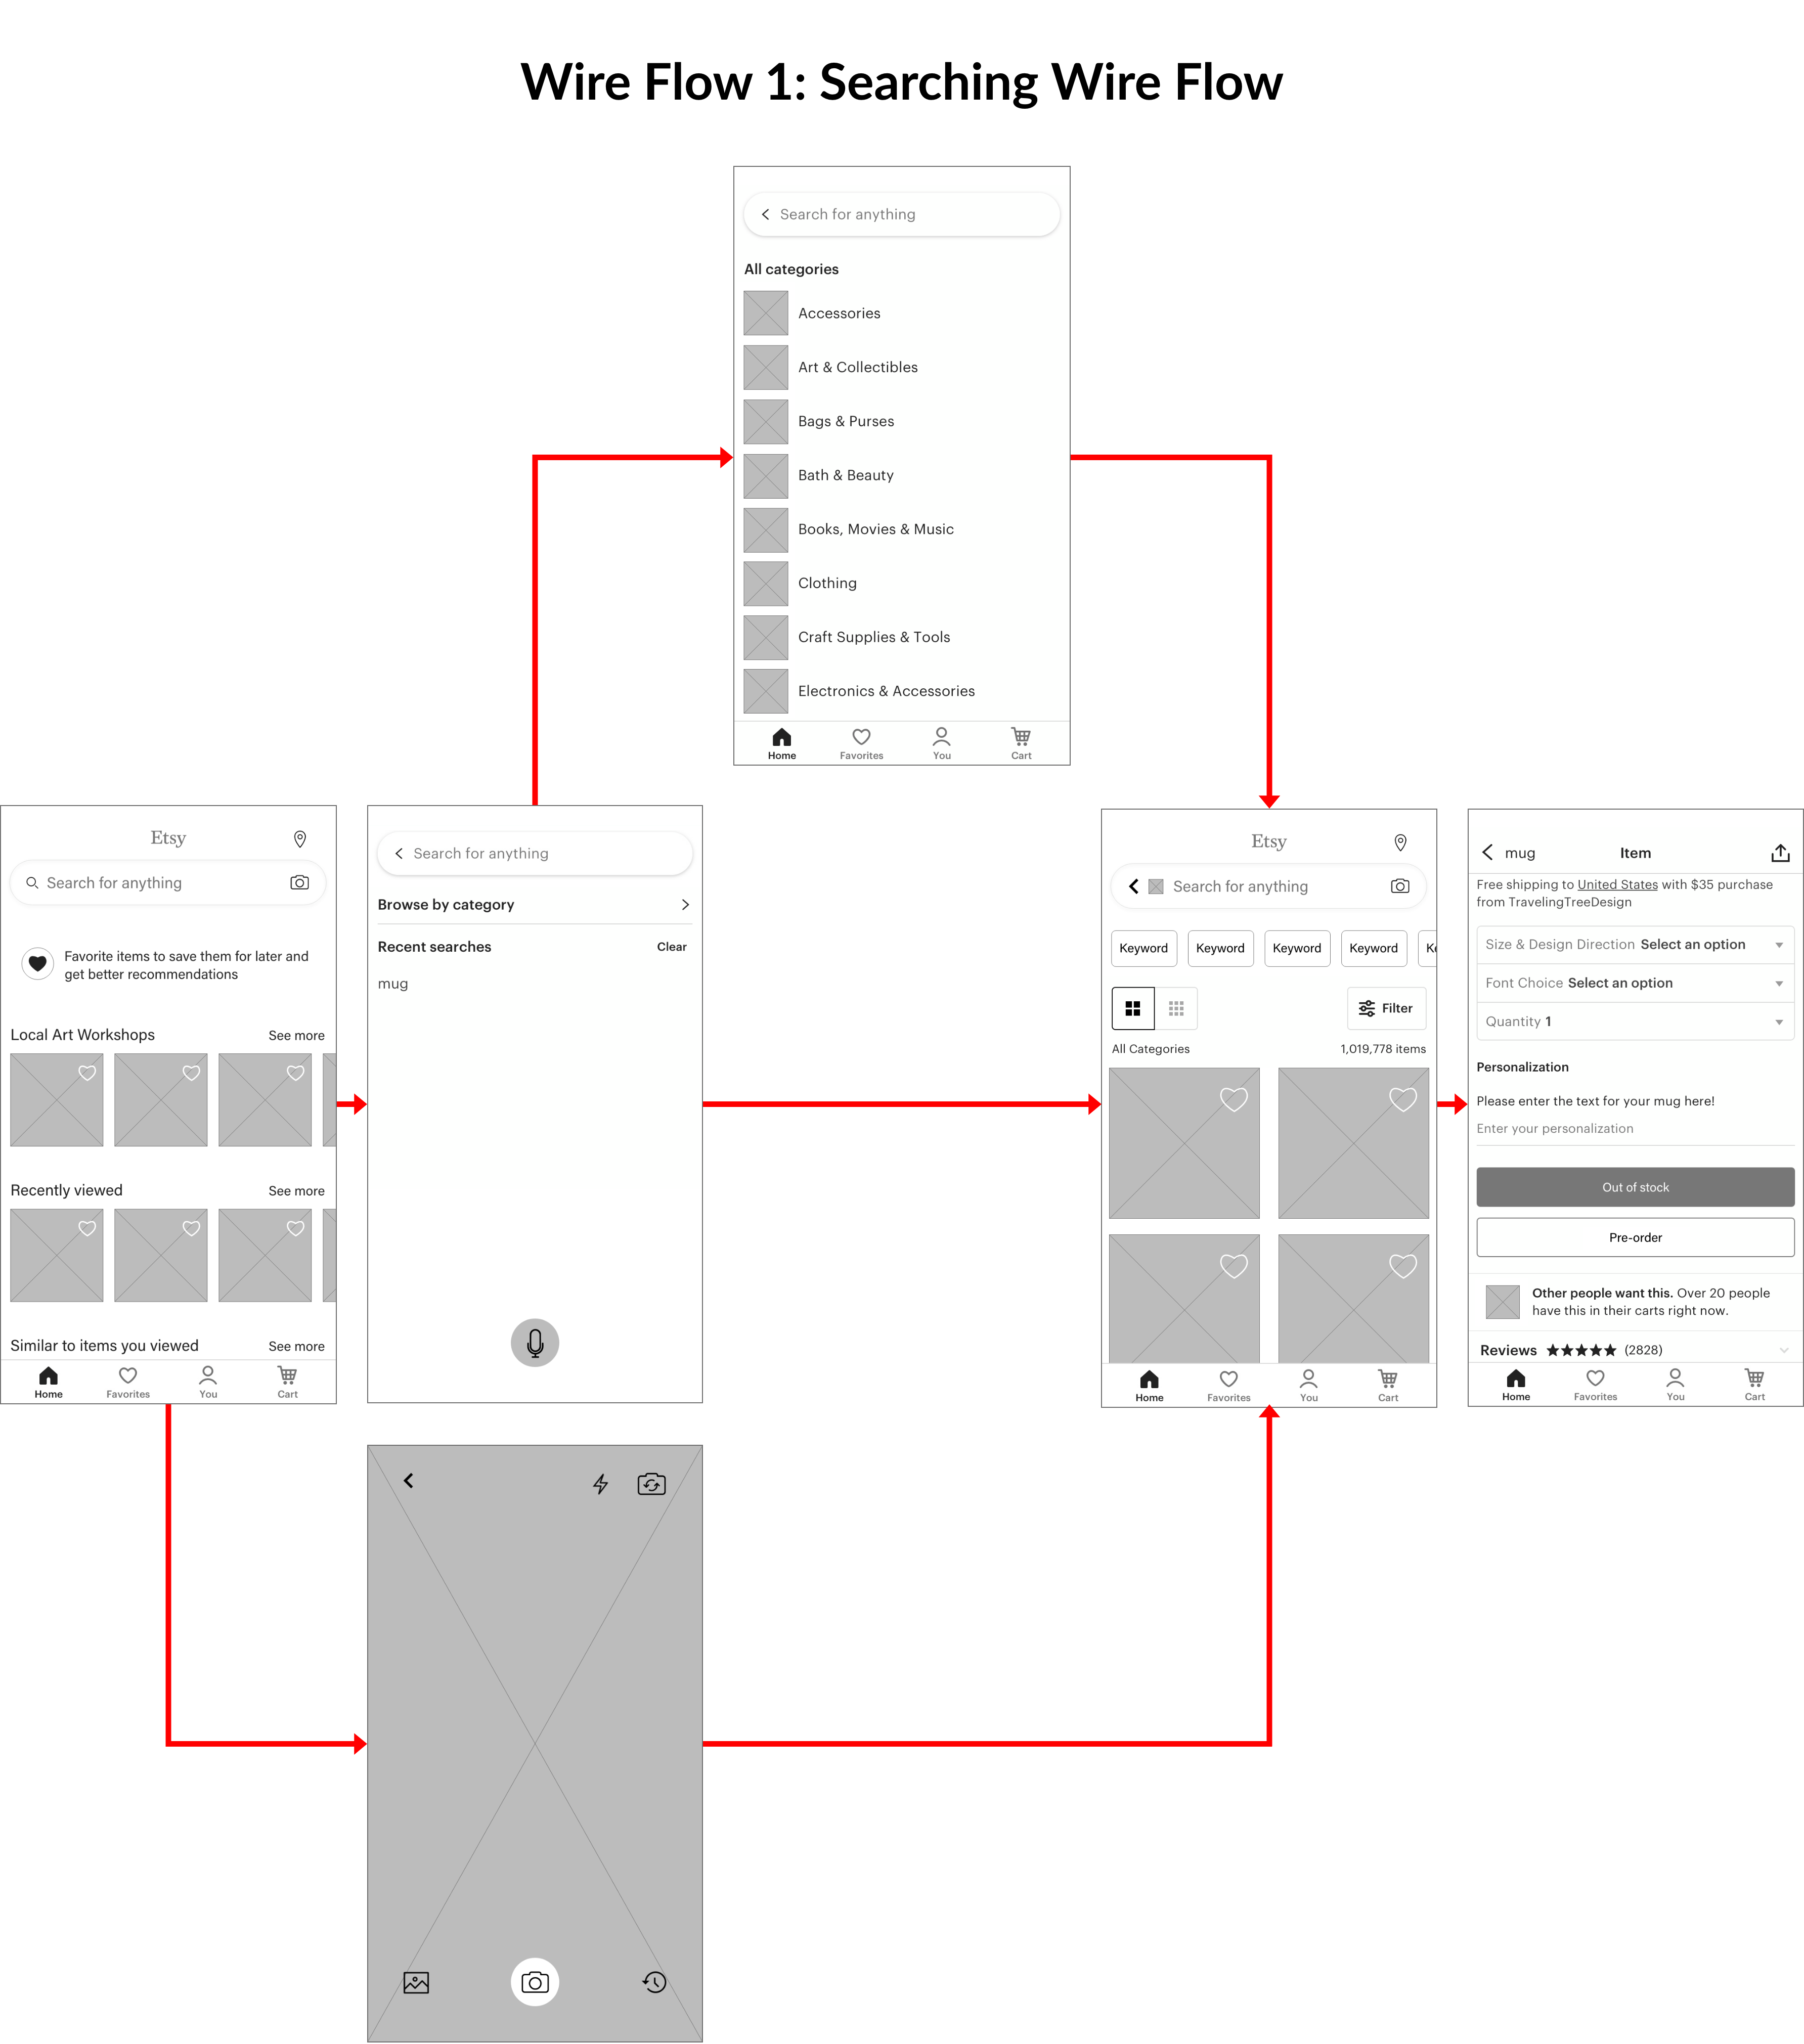 Wire Flow 1: Searching Wire Flow
Search for anything
All categories
Accessories
Art & Collectibles
Bags & Purses
Bath & Beauty
Books, Movies & Music
Clothing
Craft Supplies & Tools
Electronics & Accessories
Home Favorites You Cart
Etsy
Search for anything
Favorite items to save them for later and
get better recommendations
Local Art Workshops See more
Recently viewed See more
Similar to items you viewed See more
Home Favorites You Cart
Search for anything
Browse by category
Recent searches Clear
mug
Etsy
Search for anything
Keyword Keyword Keyword Keyword Ke
Filter
All Categories 1,019,778 items
Home Favorites You Cart
mug Item
Free shipping to United States with $35 purchase
from TravelingTreeDesign
Size & Design Direction Select an option
Font Choice Select an option
Quantity 1
Personalization
Please enter the text for your mug here!
Enter your personalization
Out of stock
Pre-order
Other people want this. Over 20 people
have this in their carts right now.
Reviews ★★★★★ (2828)
Home Favorites You Cart